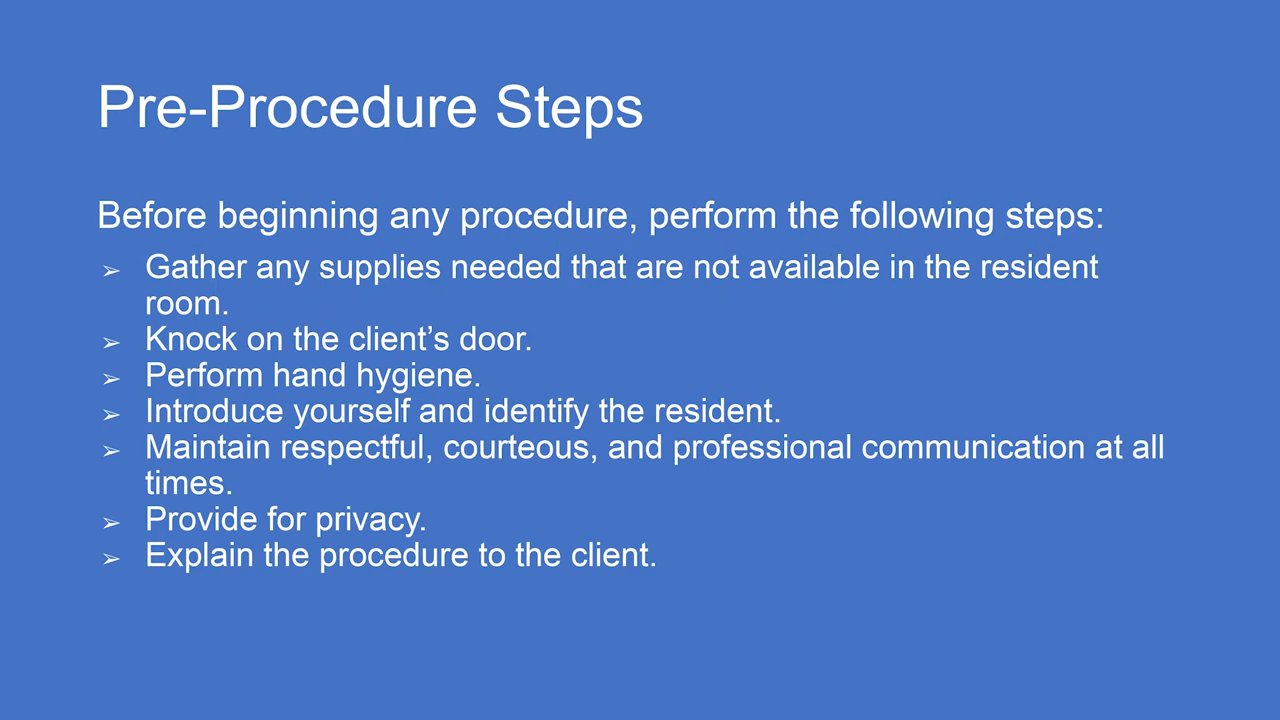 Pre-Procedure Steps
Before beginning any procedure, perform the following steps:
➢ Gather any supplies needed that are not available in the resident
room.
➢ Knock on the client’s door.
➢ Perform hand hygiene.
➢ Introduce yourself and identify the resident.
➢ Maintain respectful, courteous, and professional communication at all
times.
➢ Provide for privacy.
➢ Explain the procedure to the client.